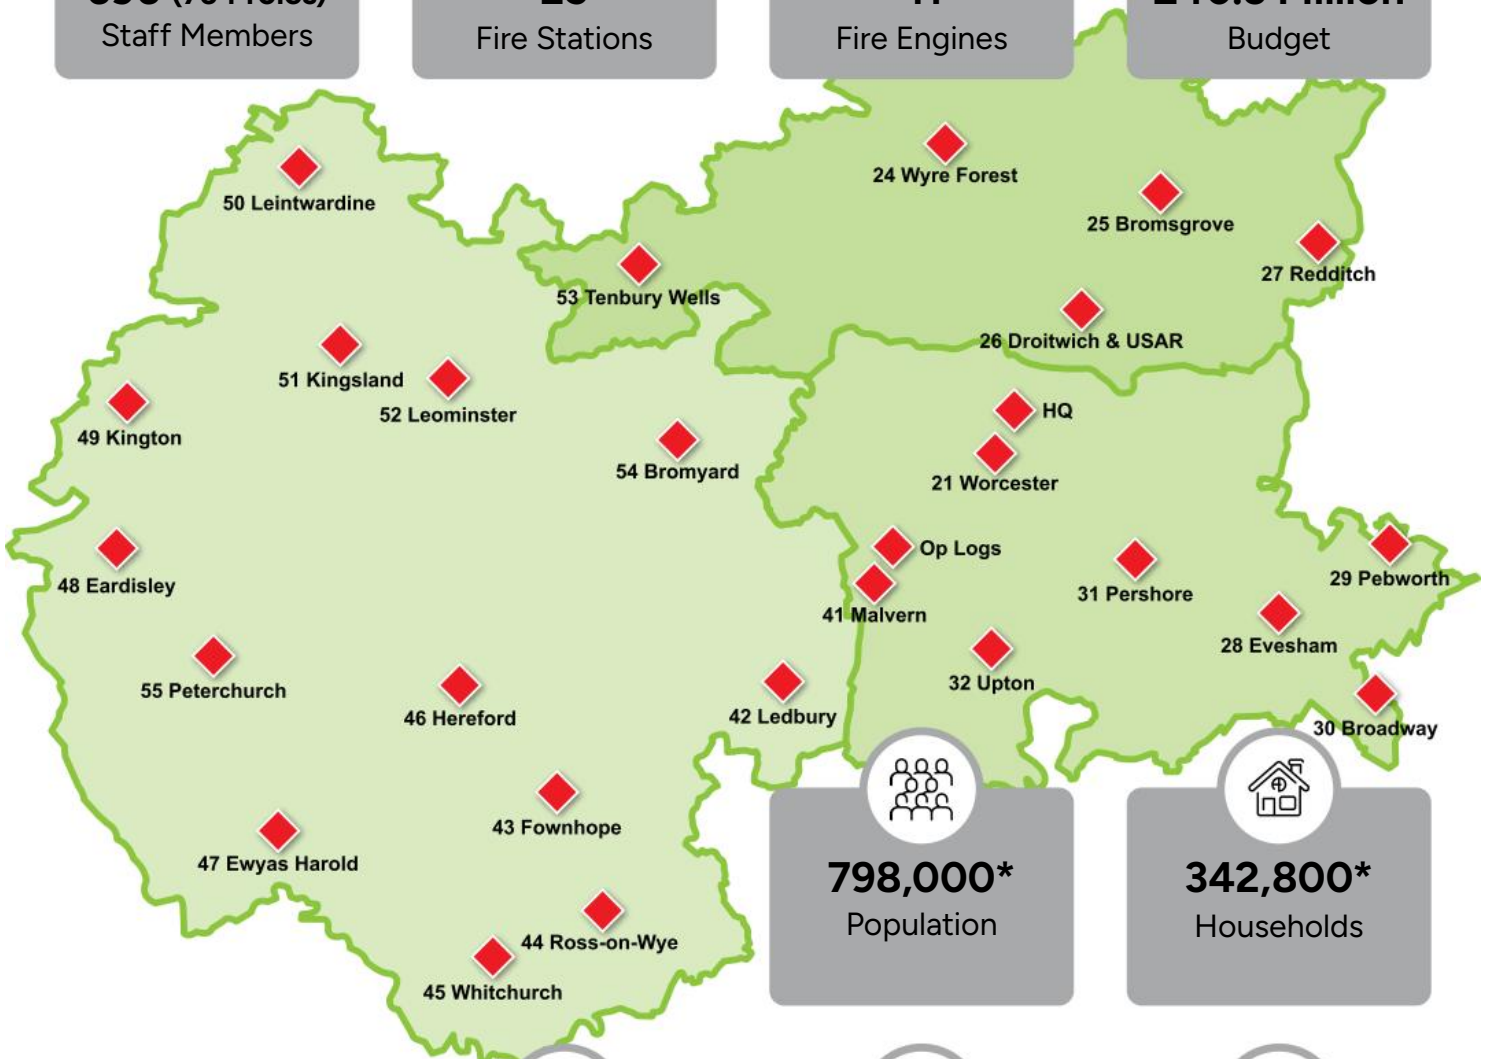 Staff Members
Fire Stations
Fire Engines
Budget
24 Wyre Forest
50 Leintwardine
25 Bromsgrove
27 Redditch
53 Tenbury Wells
26 Droitwich & USAR
51 Kingsland
52 Leominster
HQ
49 Kington
54 Bromyard
21 Worcester
Op Logs
48 Eardisley
29 Pebworth
31 Pershore
41 Malvern
28 Evesham
55 Peterchurch
32 Upton
46 Hereford
42 Ledbury
30 Broadway
43 Fownhope
47 Ewyas Harold
798,000*
Population
342,800*
Households
44 Ross-on-Wye
45 Whitchurch